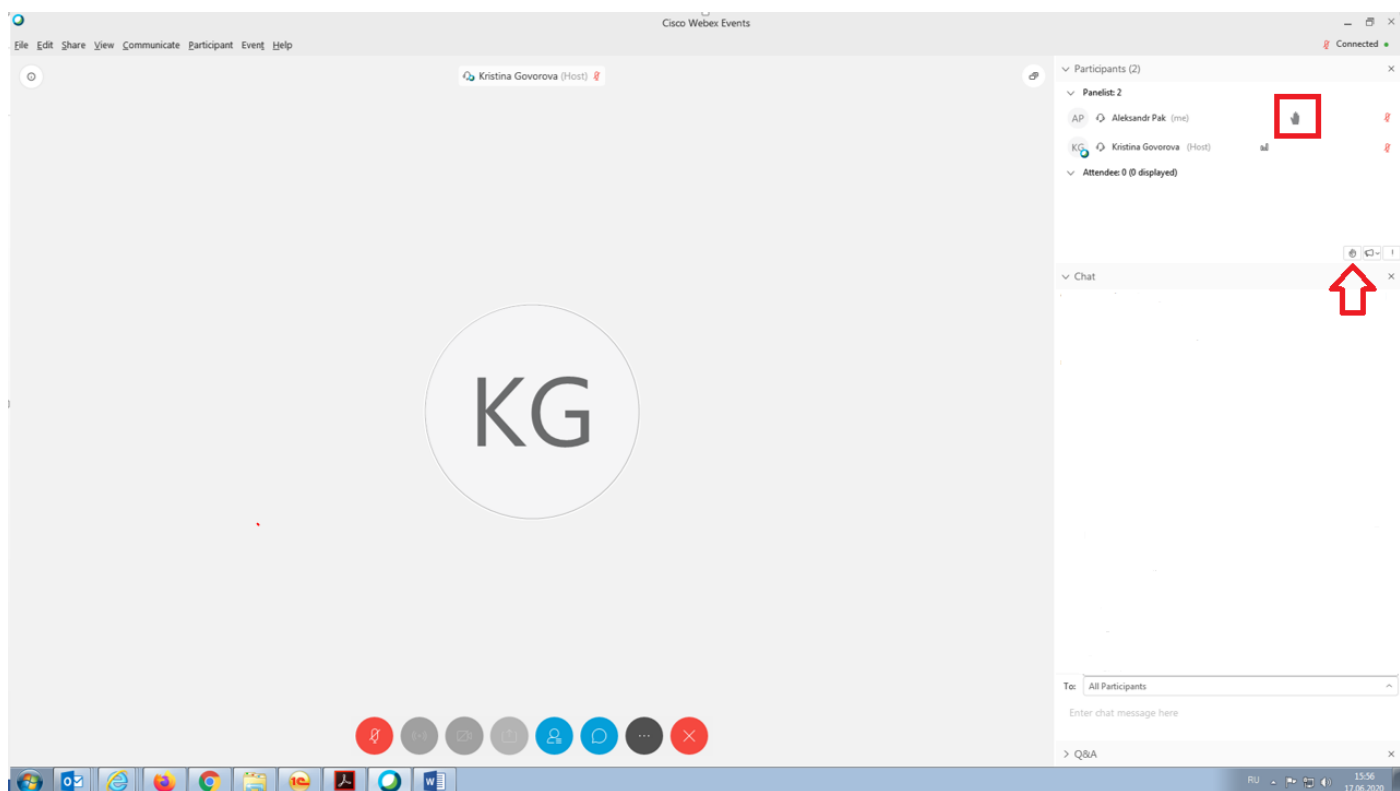 Cisco Webex Events
File Edit Share View Communicate Participant Event Help
Connected
Kristina Govorova (Host)
Participants (2)
Panelist: 2
AP Aleksandr Pak (me)
KG Kristina Govorova (Host)
Attendee: 0 (0 displayed)
Chat
KG
To: All Participants
Enter chat message here
Q&A
RU
15:56
17.06.2020